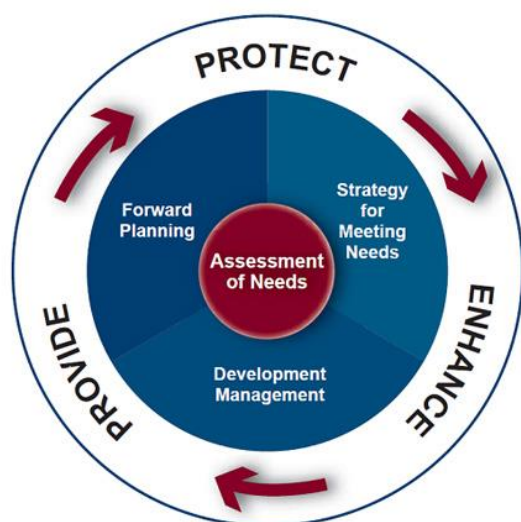 PROTECT
Forward
Planning
Strategy
for
Meeting
Needs
Assessment
of Needs
Development
Management
ENHANCE
PROVIDE